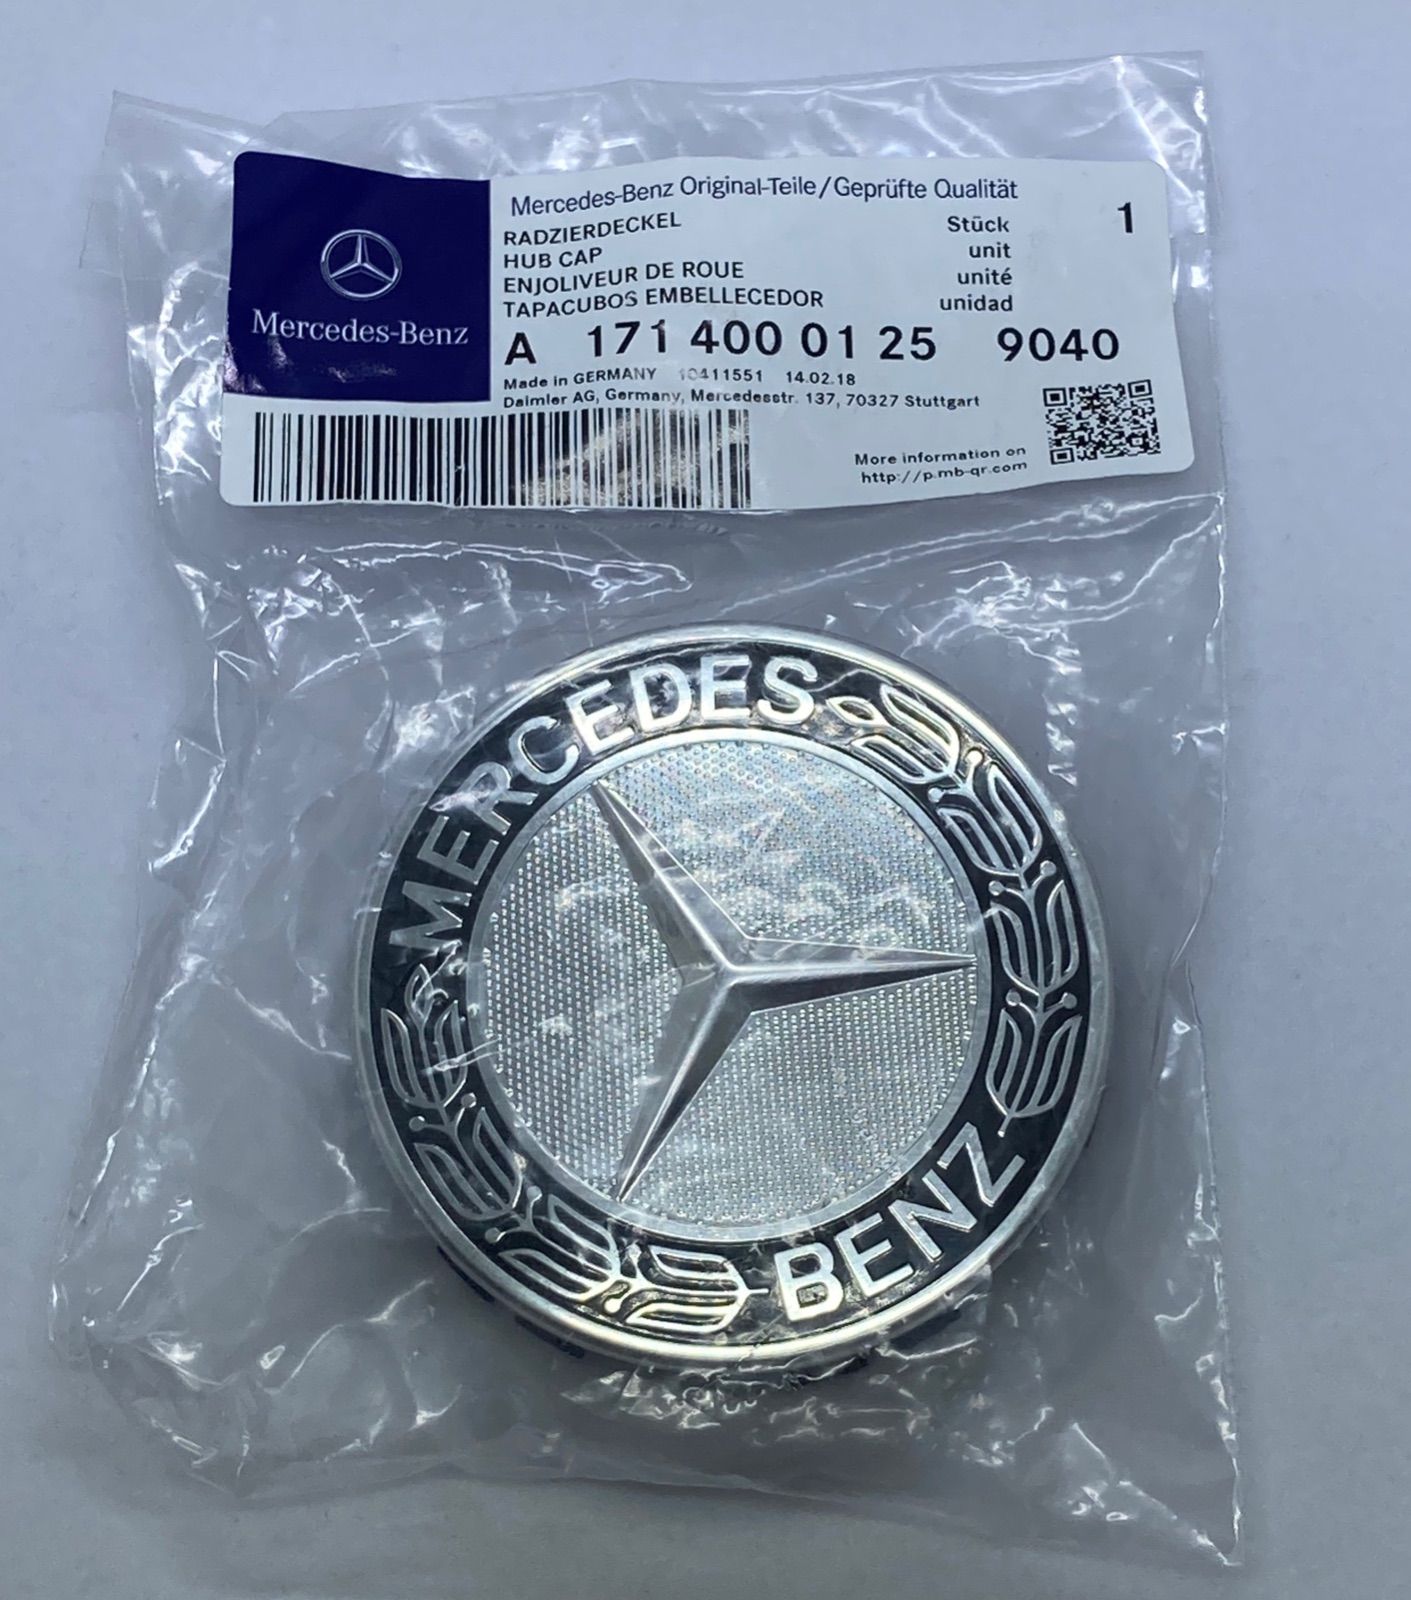 Mercedes-Benz
Mercedes-Benz Original-Teile/Geprüfte Qualität
RADZIERDECKEL Stück 1
HUB CAP unit
ENJOLIVEUR DE ROUE unité
TAPACUBOS EMBELLECEDOR unidad
A 171 400 01 25 9040
Made in GERMANY 10411551 14.02.18
Daimler AG, Germany, Mercedesstr. 137, 70327 Stuttgart
More information on
http://p.mb-qr.com
MERCEDES
BENZ